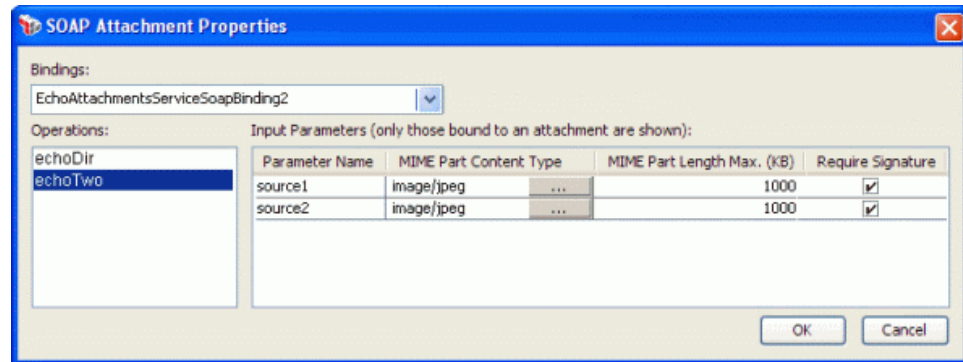 SOAP Attachment Properties
Bindings:
EchoAttachmentsServiceSoapBinding2
Operations: Input Parameters (only those bound to an attachment are shown):
echoDir
echoTwo
Parameter Name MIME Part Content Type MIME Part Length Max. (KB) Require Signature
source1 image/jpeg ... 1000
source2 image/jpeg ... 1000
OK Cancel